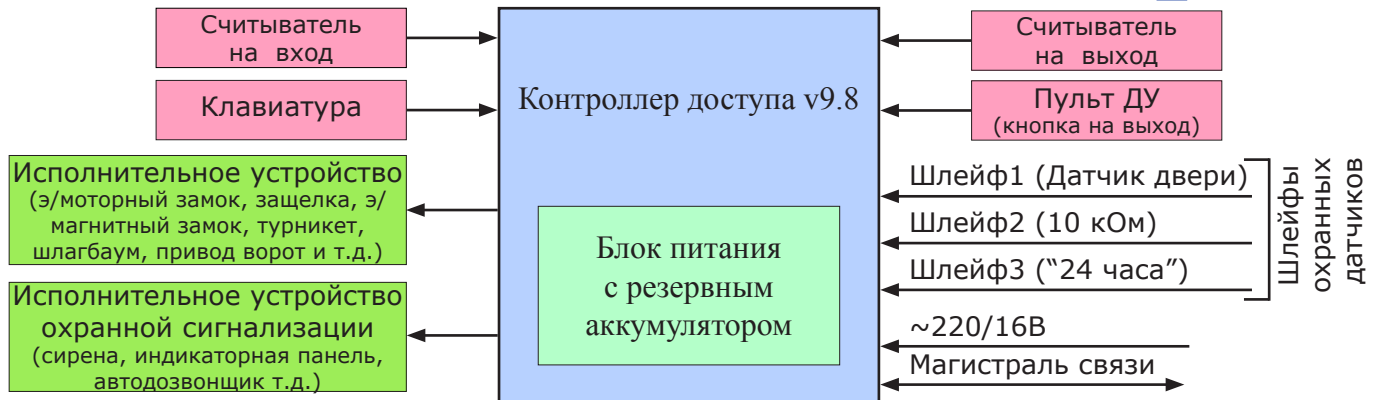 Считыватель
на вход
Клавиатура
Исполнительное устройство
(э/моторный замок, защелка, э/
магнитный замок, турникет,
шлагбаум, привод ворот и т.д.)
Исполнительное устройство
охранной сигнализации
(сирена, индикаторная панель,
автодозвонщик т.д.)
Контроллер доступа v9.8
Блок питания
с резервным
аккумулятором
Считыватель
на выход
Пульт ДУ
(кнопка на выход)
Шлейф1 (Датчик двери)
Шлейф2 (10 кОм)
Шлейф3 (“24 часа”)
Шлейфы
охранных
датчиков
~220/16В
Магистраль связи